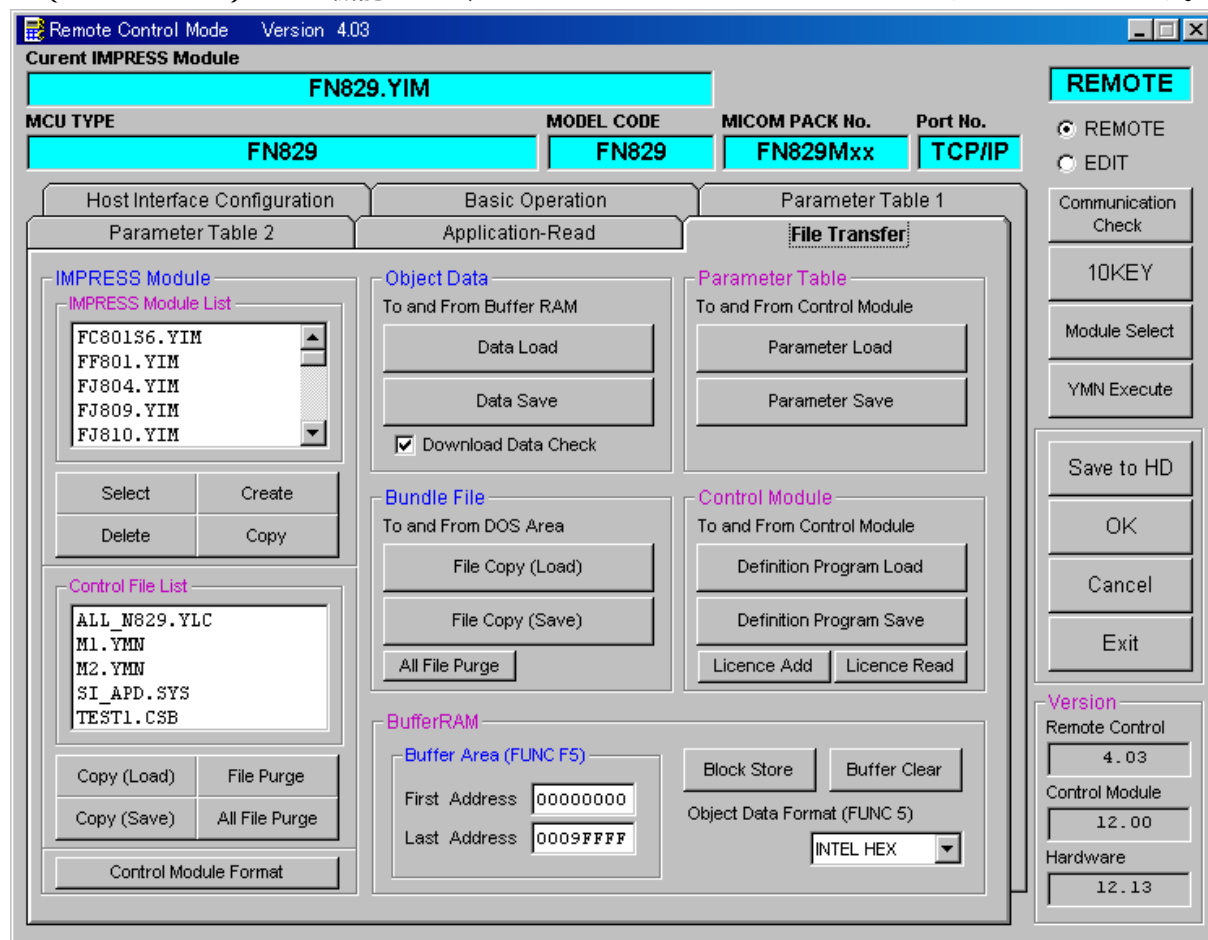 Remote Control Mode Version 4.03
Curent IMPRESS Module
FN829.YIM
REMOTE
MCU TYPE
MODEL CODE
MICOM PACK No.
Port No.
FN829
FN829
FN829Mxx
TCP/IP
REMOTE
EDIT
Host Interface Configuration
Basic Operation
Parameter Table 1
Parameter Table 2
Application-Read
File Transfer
IMPRESS Module
IMPRESS Module List
FC801S6.YIM
FF801.YIM
FJ804.YIM
FJ809.YIM
FJ810.YIM
Select
Create
Delete
Copy
Control File List
ALL_N829.YLC
M1.YMN
M2.YMN
SI_APD.SYS
TEST1.CSB
Copy (Load)
File Purge
Copy (Save)
All File Purge
Control Module Format
Object Data
To and From Buffer RAM
Data Load
Data Save
Download Data Check
Parameter Table
To and From Control Module
Parameter Load
Parameter Save
Bundle File
To and From DOS Area
File Copy (Load)
File Copy (Save)
All File Purge
Control Module
To and From Control Module
Definition Program Load
Definition Program Save
Licence Add
Licence Read
BufferRAM
Buffer Area (FUNC F5)
First Address 00000000
Last Address 0009FFFF
Block Store
Buffer Clear
Object Data Format (FUNC 5)
INTEL HEX
Communication
Check
10KEY
Module Select
YMN Execute
Save to HD
OK
Cancel
Exit
Version
Remote Control
4.03
Control Module
12.00
Hardware
12.13